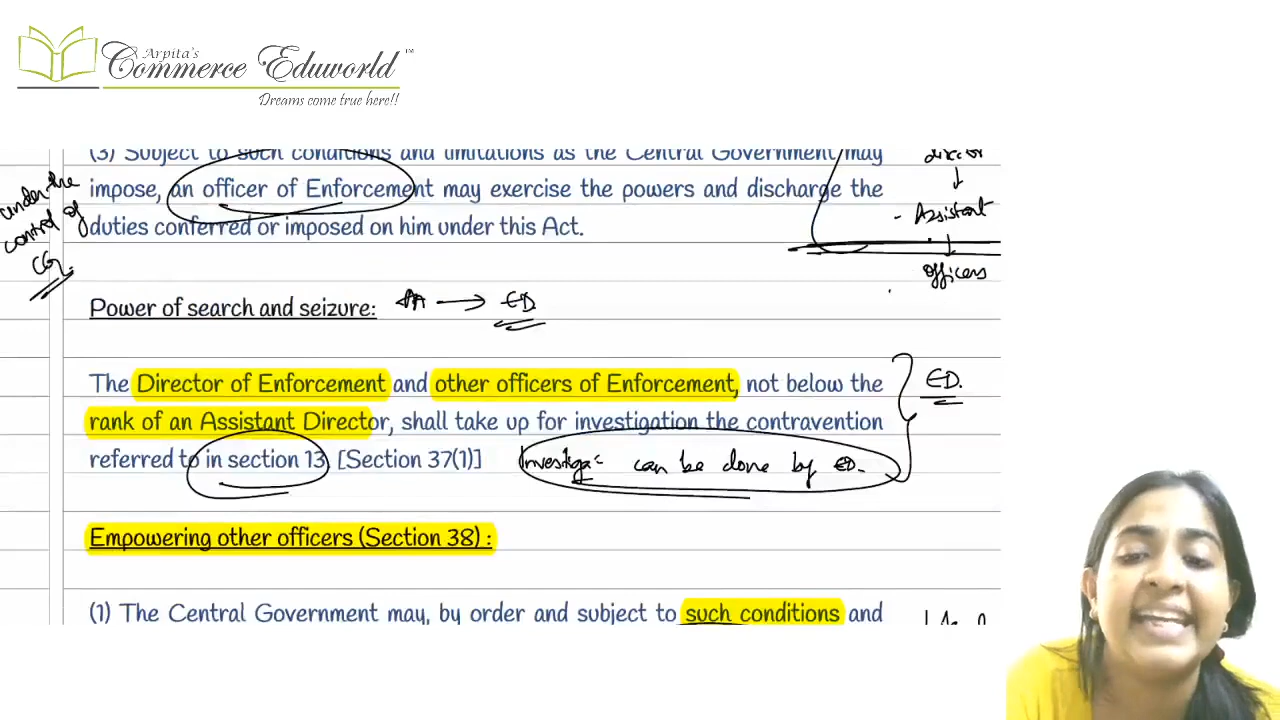 Arpita's
Commerce Eduworld ™
Dreams come true here!!
(3) Subject to such conditions and limitations as the Central Government may
impose, an officer of Enforcement may exercise the powers and discharge the
duties conferred or imposed on him under this Act.
under the
control of
CG
Assistant
officers
Power of search and seizure: AA → ED
The Director of Enforcement and other officers of Enforcement, not below the
rank of an Assistant Director, shall take up for investigation the contravention
referred to in section 13. [Section 37(1)]
ED.
can be done by ED.
Empowering other officers (Section 38) :
(1) The Central Government may, by order and subject to such conditions and